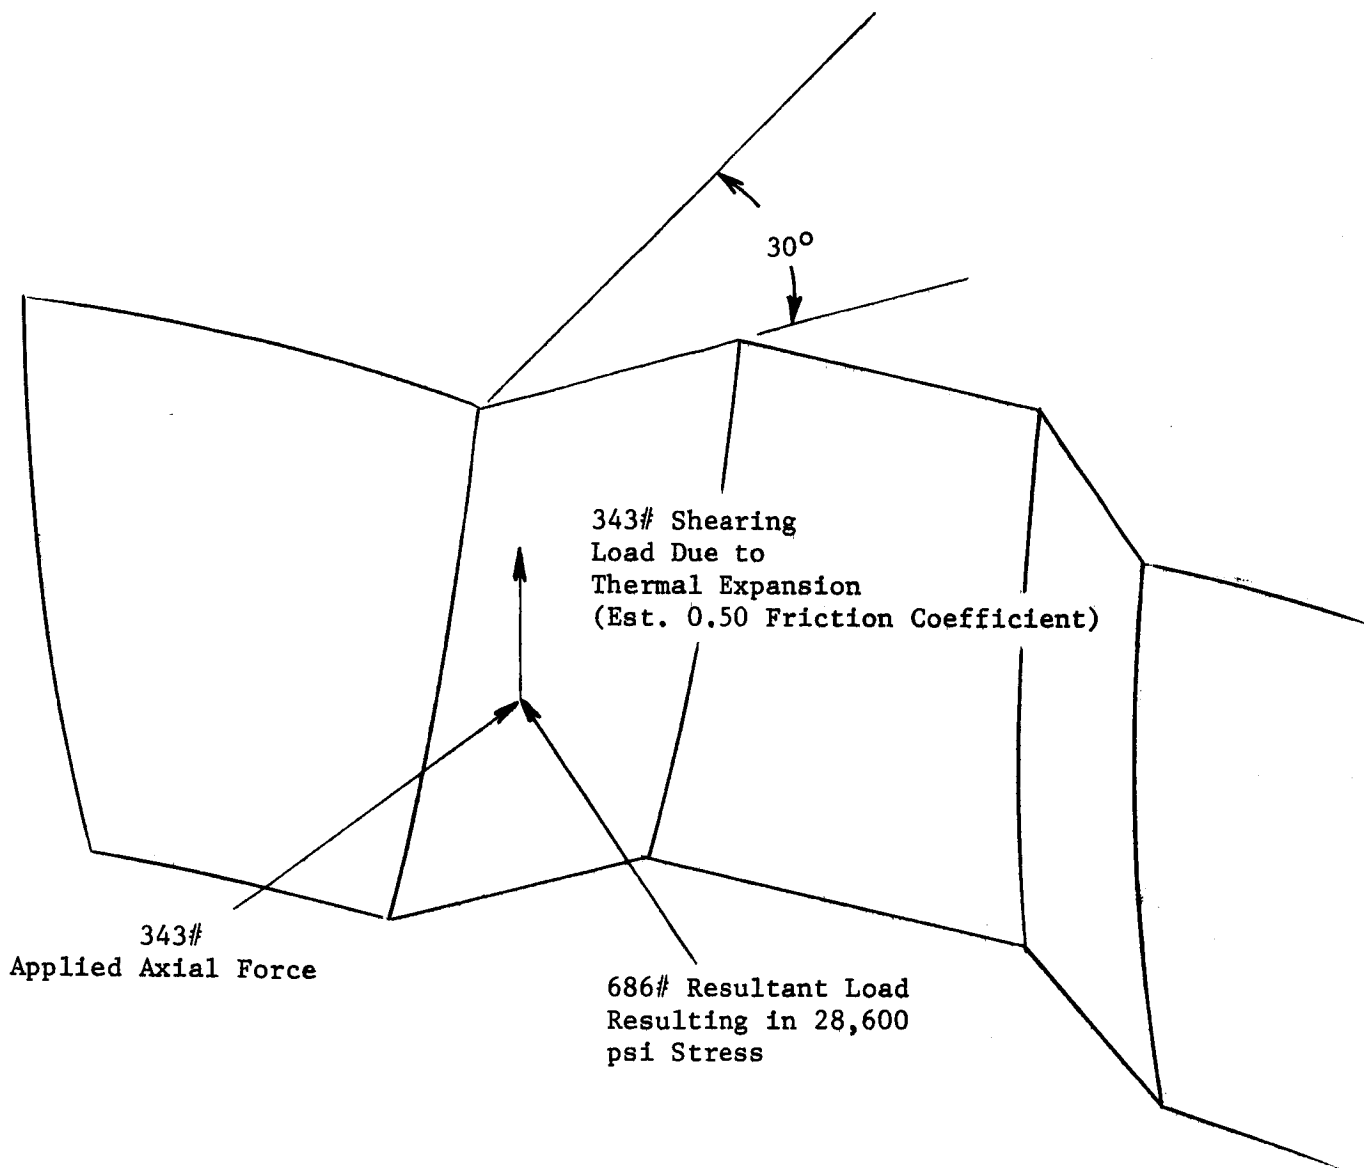 30°
343# Shearing
Load Due to
Thermal Expansion
(Est. 0.50 Friction Coefficient)
343#
Applied Axial Force
686# Resultant Load
Resulting in 28,600
psi Stress